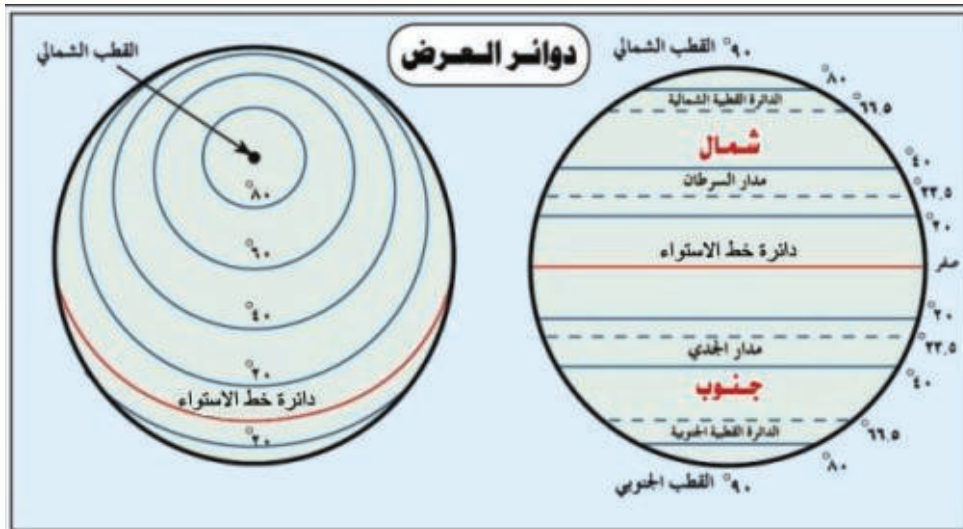 دوائر العرض
٩٠° القطب الشمالي
٨٠°
الدائرة القطبية الشمالية
٦٦.٥°
شمال
٤٠°
مدار السرطان
٢٣.٥°
٢٠°
دائرة خط الاستواء
صفر
٢٠°
مدار الجدي
٢٣.٥°
جنوب
٤٠°
الدائرة القطبية الجنوبية
٦٦.٥°
٨٠°
٩٠° القطب الجنوبي
القطب الشمالي
٨٠°
٦٠°
٤٠°
٢٠°
دائرة خط الاستواء
٢٠°